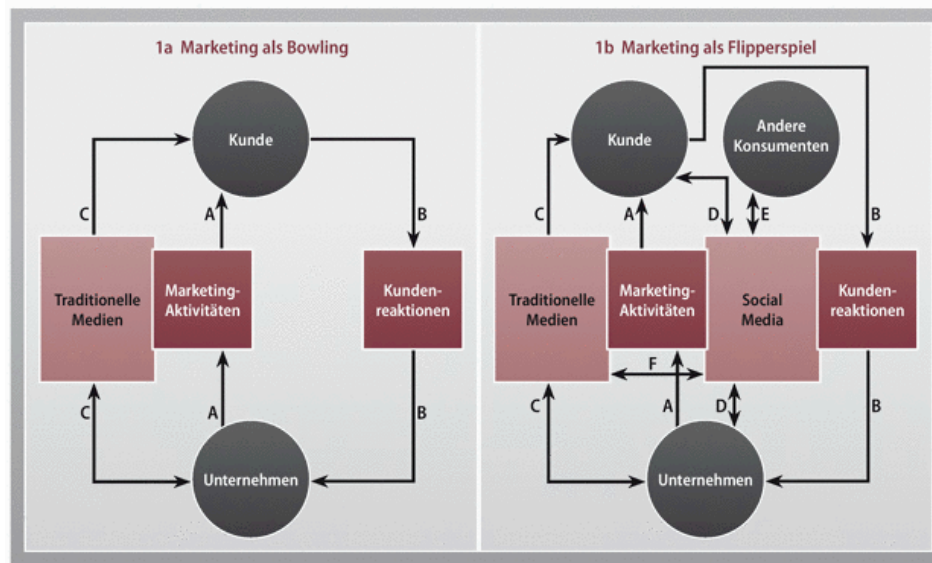 1a Marketing als Bowling
Kunde
C
A
B
Traditionelle
Medien
Marketing-
Aktivitäten
Kunden-
reaktionen
C
A
B
Unternehmen
1b Marketing als Flipperspiel
Kunde
Andere
Konsumenten
C
A
D
E
B
Traditionelle
Medien
Marketing-
Aktivitäten
Social
Media
Kunden-
reaktionen
F
C
A
D
B
Unternehmen